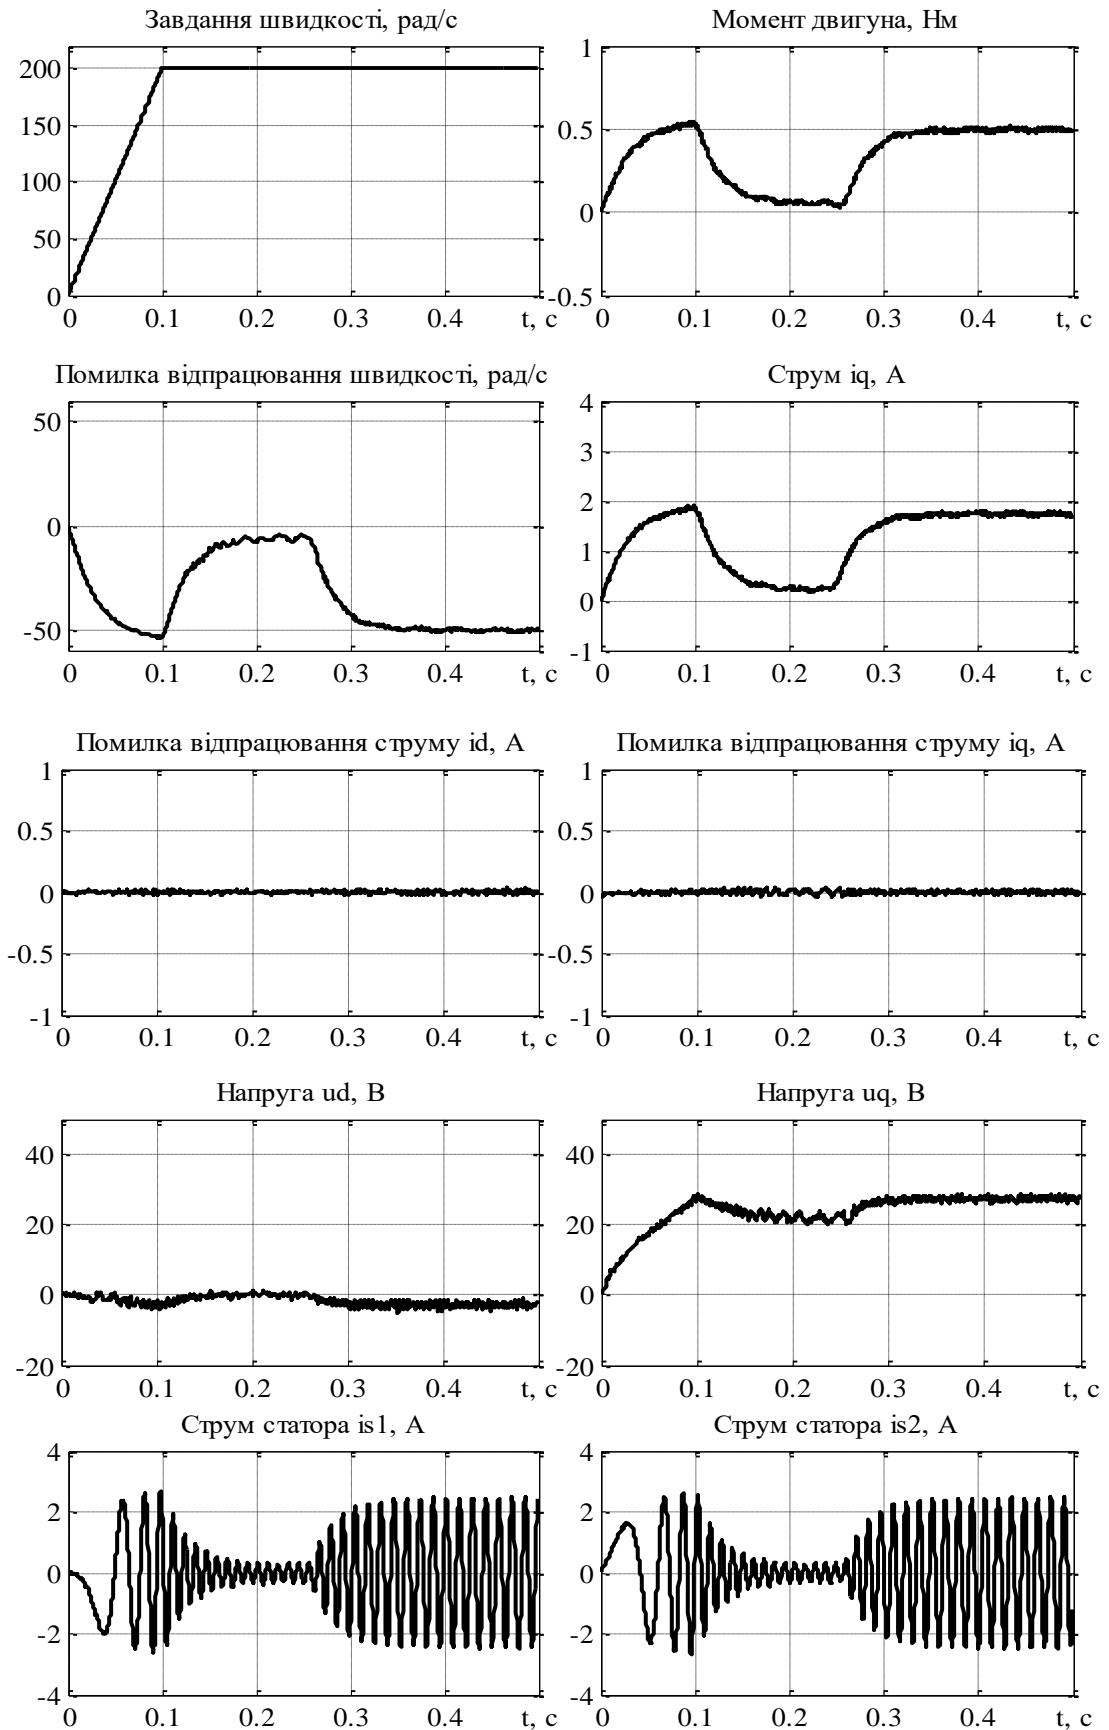 Завдання швидкості, рад/с
200
150
100
50
0
0 0.1 0.2 0.3 0.4 t, с
Момент двигуна, Нм
1
0.5
0
-0.5
0 0.1 0.2 0.3 0.4 t, с
Помилка відпрацювання швидкості, рад/с
50
0
-50
0 0.1 0.2 0.3 0.4 t, с
Струм iq, А
4
3
2
1
0
-1
0 0.1 0.2 0.3 0.4 t, с
Помилка відпрацювання струму id, А
1
0.5
0
-0.5
-1
0 0.1 0.2 0.3 0.4 t, с
Помилка відпрацювання струму iq, А
1
0.5
0
-0.5
-1
0 0.1 0.2 0.3 0.4 t, с
Напруга ud, В
40
20
0
-20
0 0.1 0.2 0.3 0.4 t, с
Напруга uq, В
40
20
0
-20
0 0.1 0.2 0.3 0.4 t, с
Струм статора is1, А
4
2
0
-2
-4
0 0.1 0.2 0.3 0.4 t, с
Струм статора is2, А
4
2
0
-2
-4
0 0.1 0.2 0.3 0.4 t, с